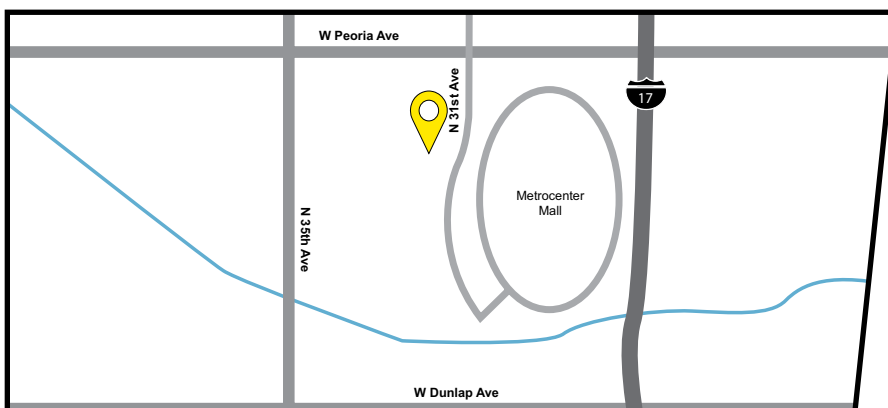 W Peoria Ave
N 31st Ave
17
Metrocenter
Mall
N 35th Ave
W Dunlap Ave